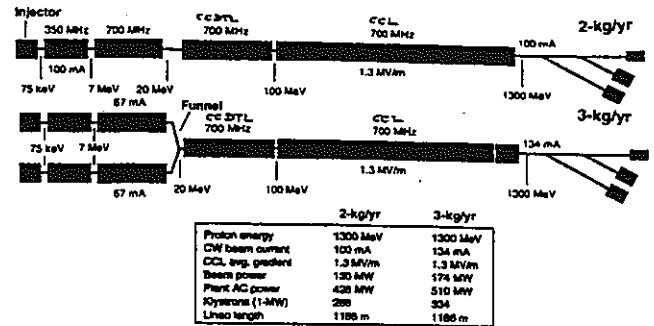 Injector
350 MHz 700 MHz CCDTL 700 MHz CCL 700 MHz 100 mA 2-kg/yr
100 mA 1.3 MV/m
75 keV 7 MeV 20 MeV 100 MeV 1300 MeV
67 mA Funnel CCDTL 700 MHz CCL 700 MHz 134 mA 3-kg/yr
75 keV 7 MeV
67 mA 20 MeV 100 MeV 1.3 MV/m 1300 MeV
2-kg/yr 3-kg/yr
Proton energy 1300 MeV 1300 MeV
CW beam current 100 mA 134 mA
CCL avg. gradient 1.3 MV/m 1.3 MV/m
Beam power 130 MW 174 MW
Plant AC power MW 510 MW
Klystrons (1-MW) 334
Linac length 1186 m 1186 m